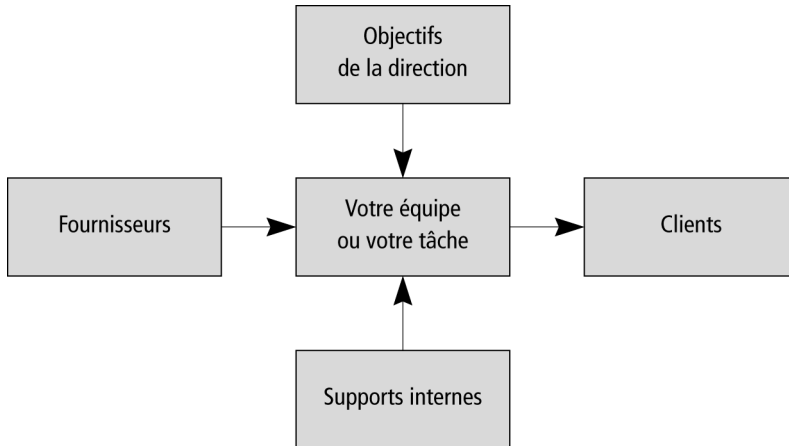 Objectifs
de la direction
Fournisseurs
Votre équipe
ou votre tâche
Clients
Supports internes